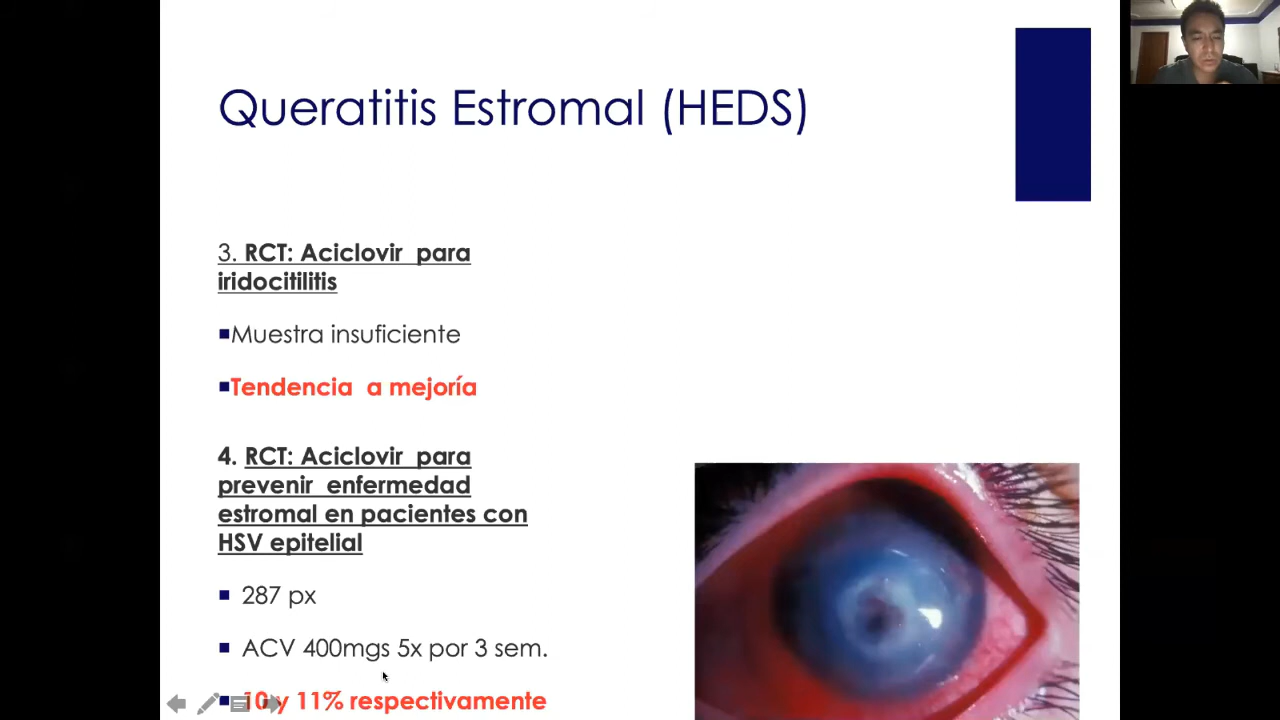 Queratitis Estromal (HEDS)
3. RCT: Aciclovir para
iridocitilitis
Muestra insuficiente
Tendencia a mejoría
4. RCT: Aciclovir para
prevenir enfermedad
estromal en pacientes con
HSV epitelial
287 px
ACV 400mgs 5x por 3 sem.
10 y 11% respectivamente